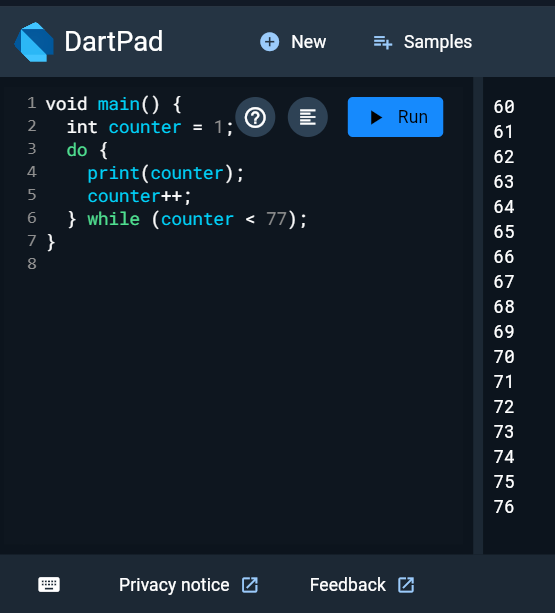 DartPad
New
Samples
1 void main() {
2   int counter = 1;
3   do {
4     print(counter);
5     counter++;
6   } while (counter < 77);
7 }
8
Run
60
61
62
63
64
65
66
67
68
69
70
71
72
73
74
75
76
Privacy notice
Feedback